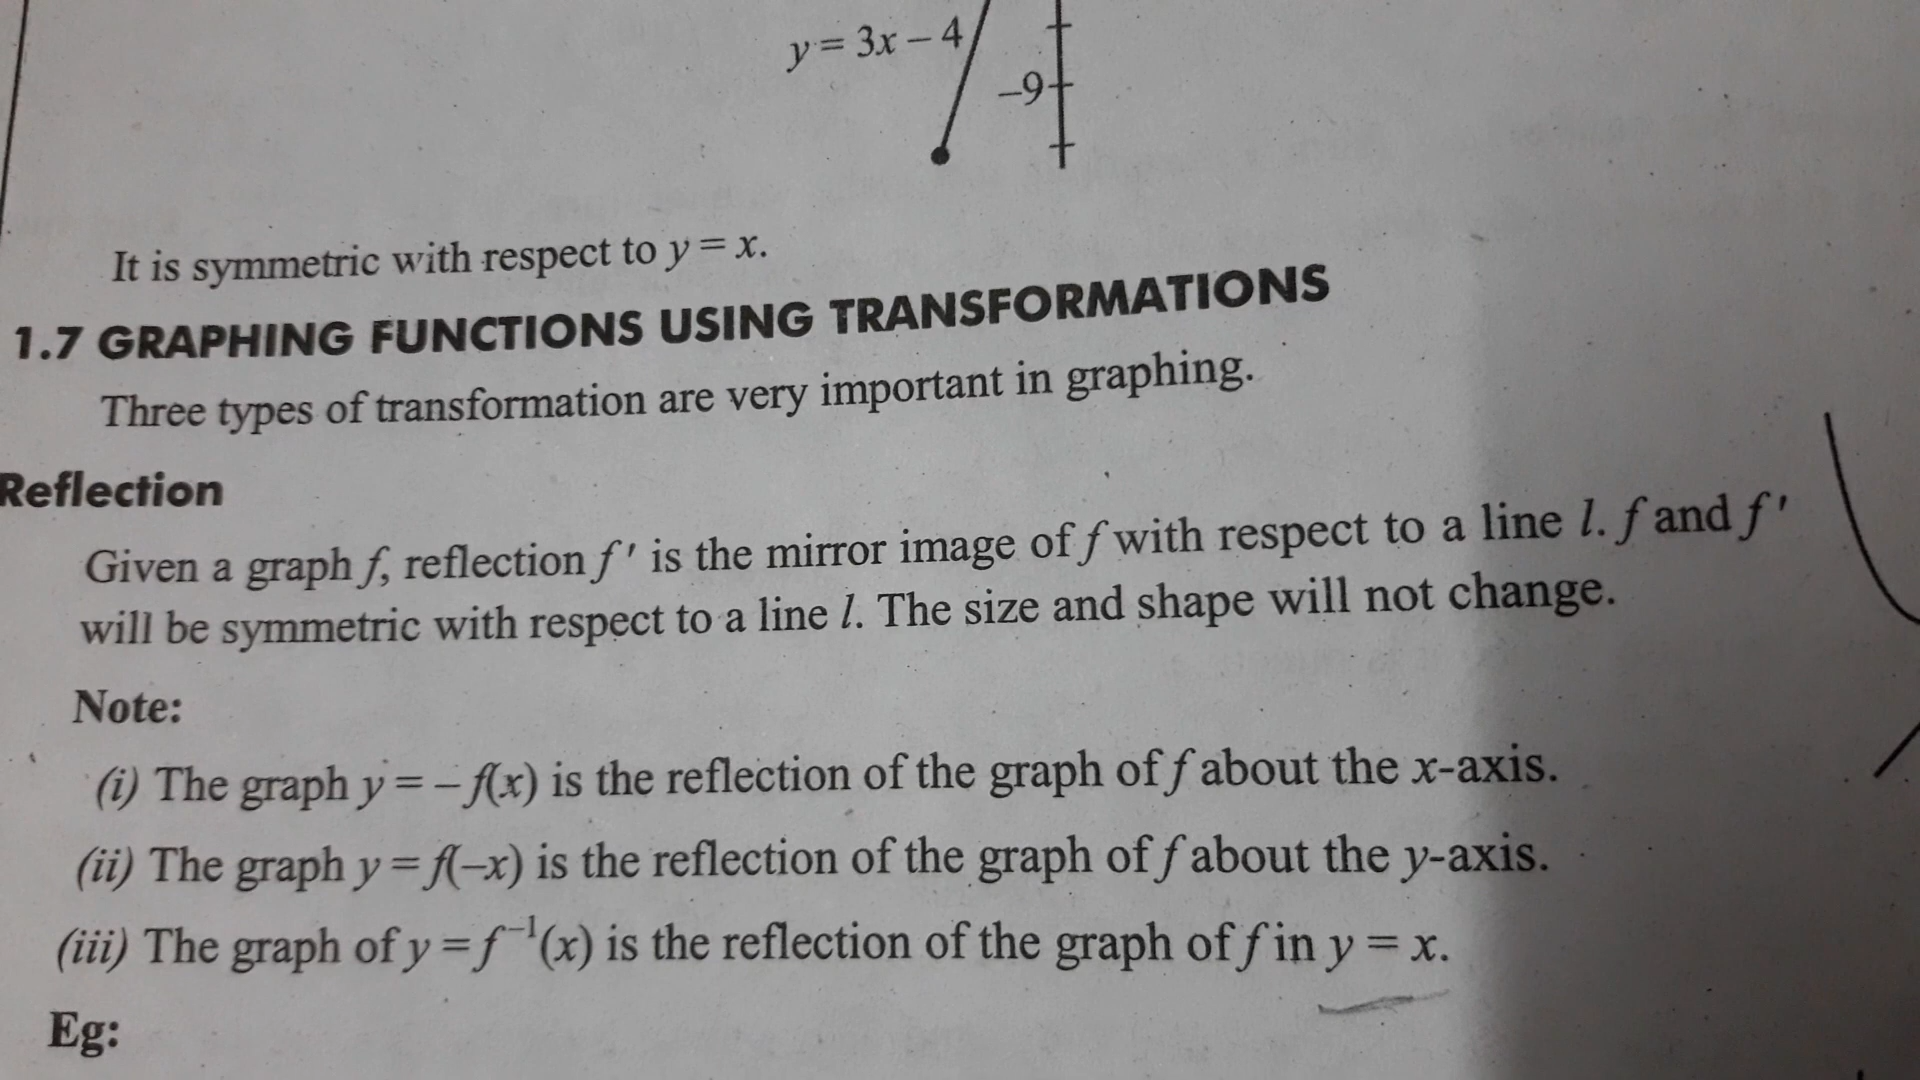 y = 3x – 4
–9
It is symmetric with respect to y = x.
1.7 GRAPHING FUNCTIONS USING TRANSFORMATIONS
Three types of transformation are very important in graphing.
Reflection
Given a graph f, reflection f ′ is the mirror image of f with respect to a line l. f and f ′
will be symmetric with respect to a line l. The size and shape will not change.
Note:
(i) The graph y = – f(x) is the reflection of the graph of f about the x-axis.
(ii) The graph y = f(–x) is the reflection of the graph of f about the y-axis.
(iii) The graph of y = f⁻¹(x) is the reflection of the graph of f in y = x.
Eg: